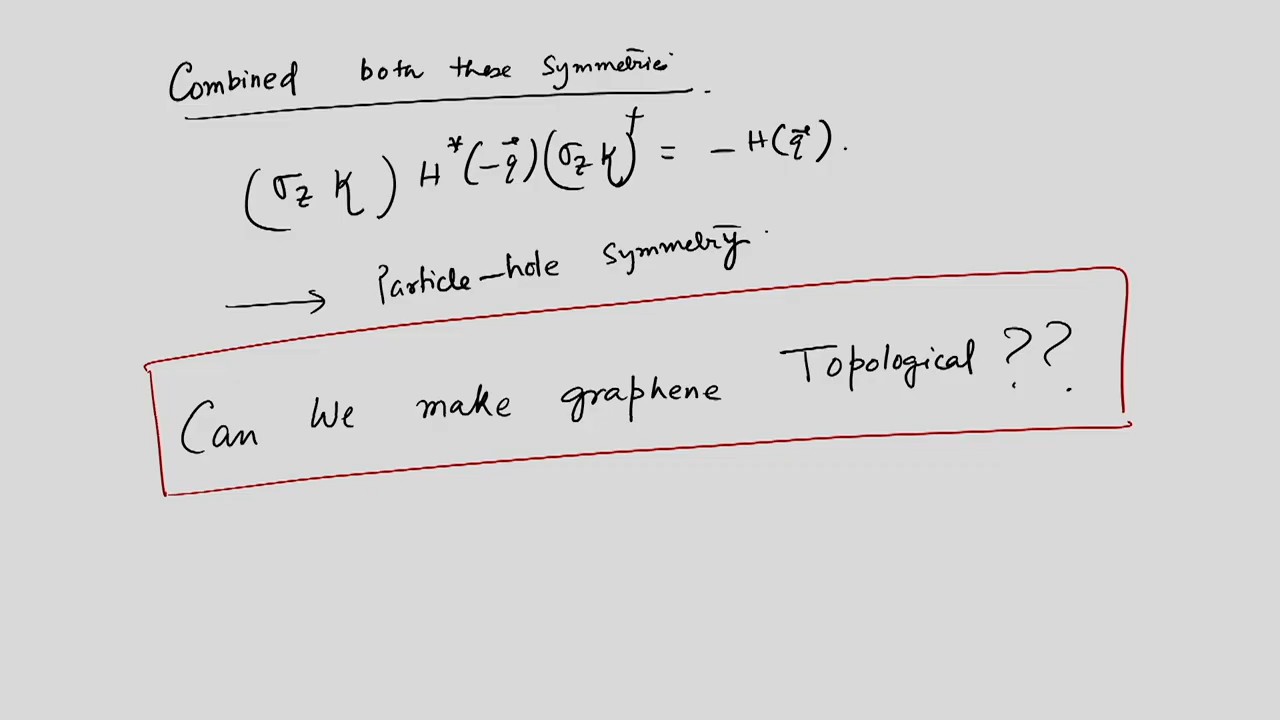 Combined both these Symmetries.
(σz K) H*(-q⃗)(σz K)† = - H(q⃗).
⟶ Particle-hole symmetry.
Can We make graphene Topological ??